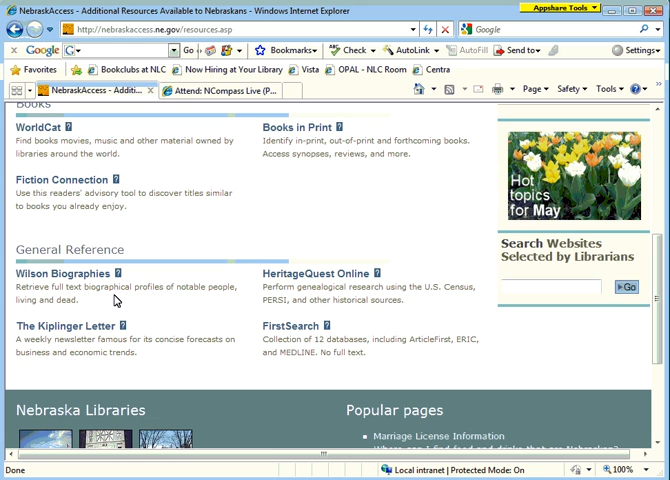 NebraskAccess - Additional Resources Available to Nebraskans - Windows Internet Explorer
Appshare Tools
http://nebraskaccess.ne.gov/resources.asp
Google
Google
Go
Bookmarks
Check
AutoLink
AutoFill
Send to
Settings
Favorites
Bookclubs at NLC
Now Hiring at Your Library
Vista
OPAL - NLC Room
Centra
NebraskAccess - Additi...
Attend: NCompass Live (P...
Page
Safety
Tools
Books
WorldCat ?
Find books movies, music and other material owned by
libraries around the world.
Books in Print ?
Identify in-print, out-of-print and forthcoming books.
Access synopses, reviews, and more.
Fiction Connection ?
Use this readers' advisory tool to discover titles similar
to books you already enjoy.
General Reference
Wilson Biographies ?
Retrieve full text biographical profiles of notable people,
living and dead.
HeritageQuest Online ?
Perform genealogical research using the U.S. Census,
PERSI, and other historical sources.
The Kiplinger Letter ?
A weekly newsletter famous for its concise forecasts on
business and economic trends.
FirstSearch ?
Collection of 12 databases, including ArticleFirst, ERIC,
and MEDLINE. No full text.
Hot
topics
for May
Search Websites
Selected by Librarians
Go
Nebraska Libraries
Popular pages
Marriage License Information
Where can I find food and drinks that are Nebraskan?
Done
Local intranet | Protected Mode: On
100%